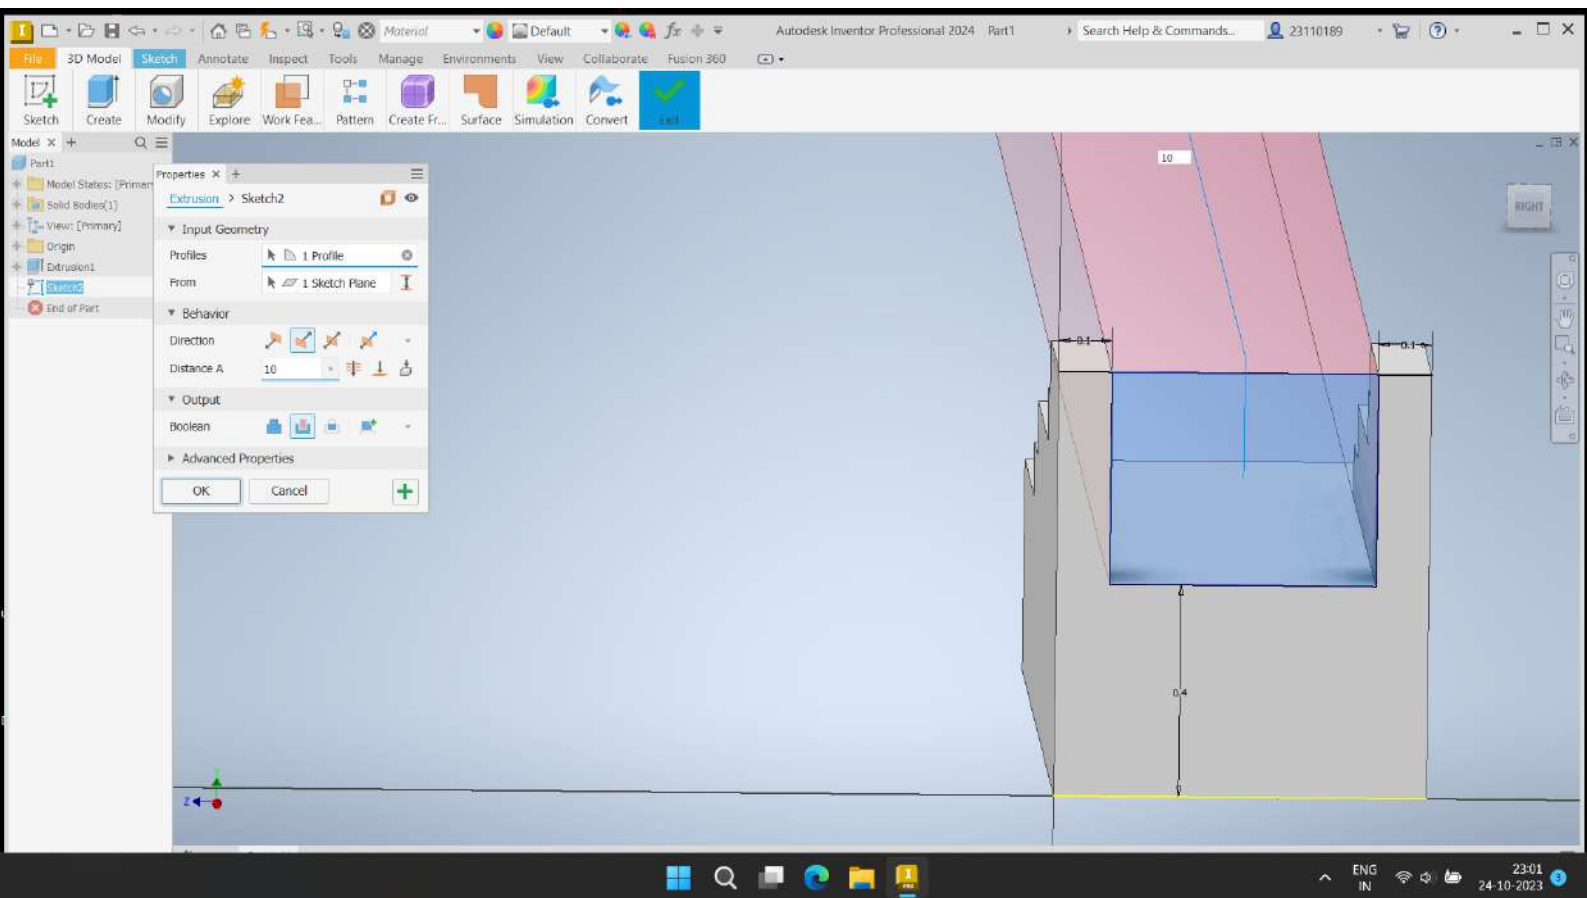 Material
Default
fx
Autodesk Inventor Professional 2024 Part1
Search Help & Commands...
23110189
File 3D Model Sketch Annotate Inspect Tools Manage Environments View Collaborate Fusion 360
Sketch Create Modify Explore Work Fea... Pattern Create Fr... Surface Simulation Convert Exit
Model
Part1
Model States: [Primary
Solid Bodies(1)
View: [Primary]
Origin
Extrusion1
Sketch2
End of Part
Properties
Extrusion > Sketch2
Input Geometry
Profiles 1 Profile
From 1 Sketch Plane
Behavior
Direction
Distance A 10
Output
Boolean
Advanced Properties
OK Cancel
10
RIGHT
0.1
0.1
0.4
Z
ENG
IN
23:01
24-10-2023
3